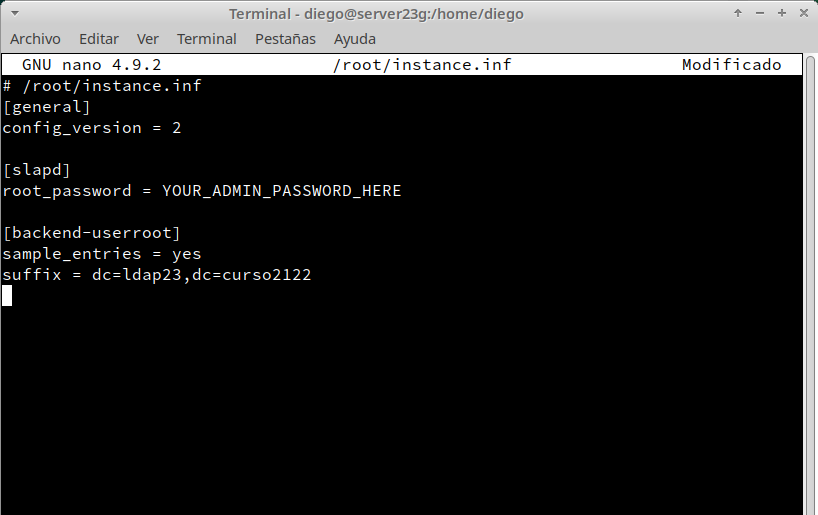 Terminal - diego@server23g:/home/diego
Archivo Editar Ver Terminal Pestañas Ayuda
GNU nano 4.9.2 /root/instance.inf Modificado
# /root/instance.inf
[general]
config_version = 2
[slapd]
root_password = YOUR_ADMIN_PASSWORD_HERE
[backend-userroot]
sample_entries = yes
suffix = dc=ldap23,dc=curso2122